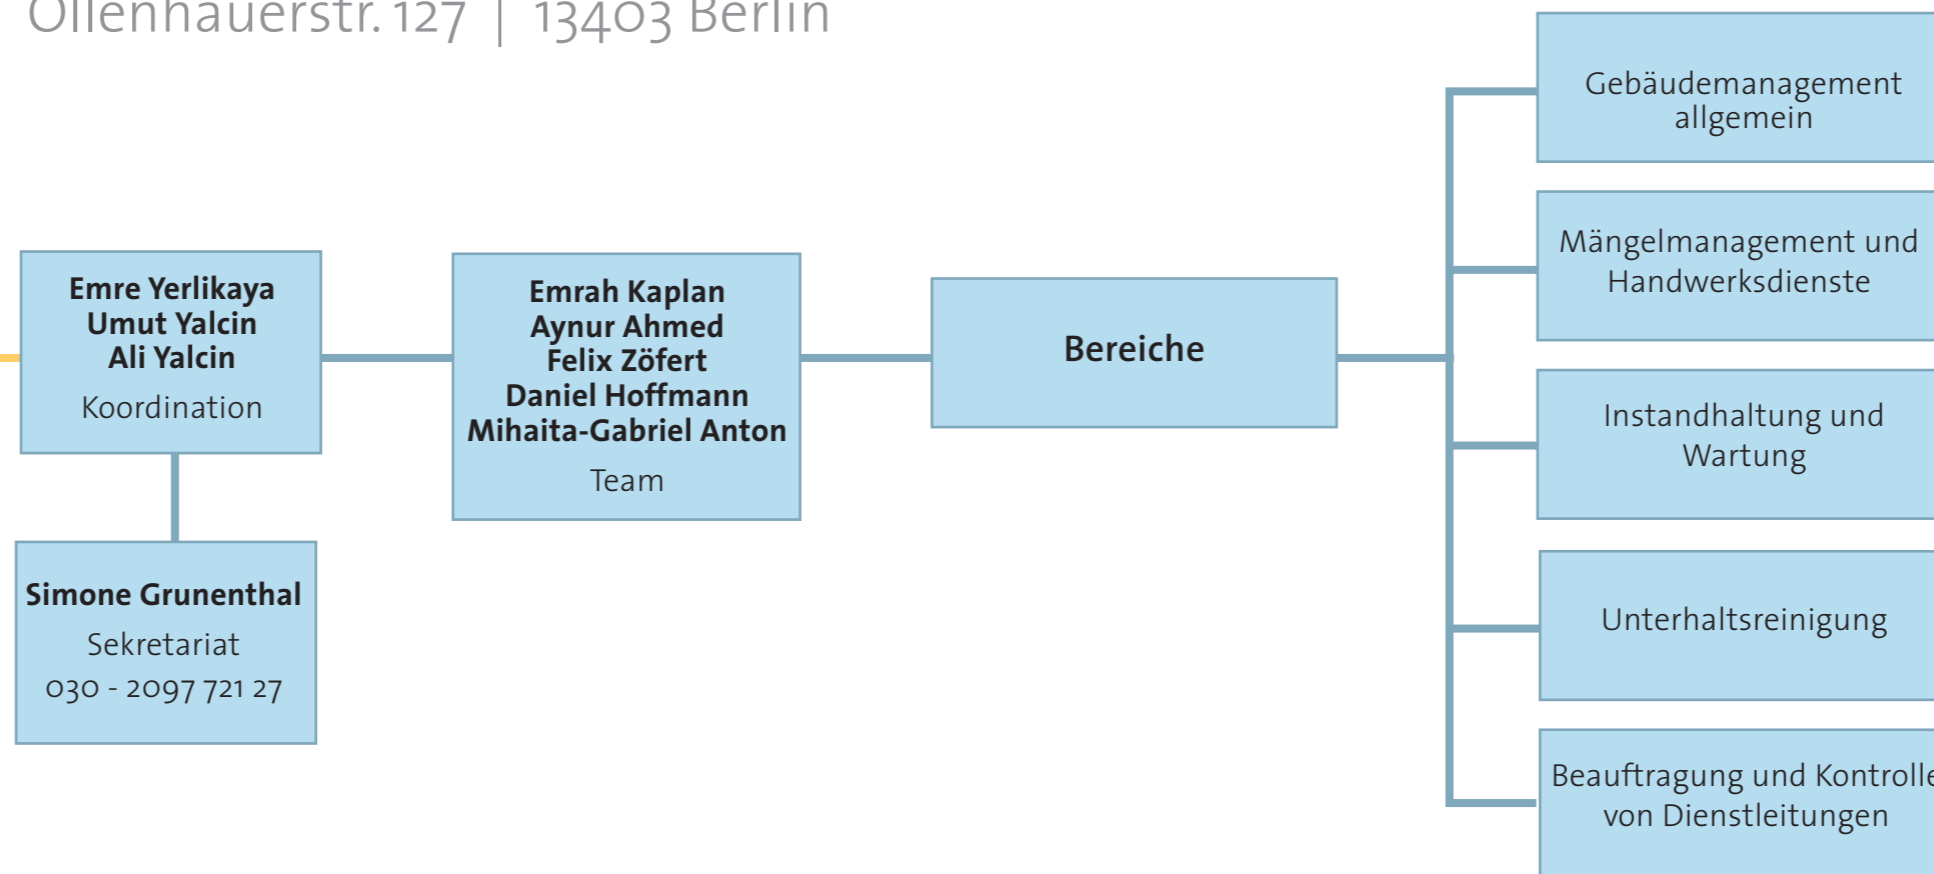 Ollenhauerstr. 127 | 13403 Berlin
Emre Yerlikaya
Umut Yalcin
Ali Yalcin
Koordination
Simone Grunenthal
Sekretariat
030 - 2097 721 27
Emrah Kaplan
Aynur Ahmed
Felix Zöfert
Daniel Hoffmann
Mihaita-Gabriel Anton
Team
Bereiche
Gebäudemanagement
allgemein
Mängelmanagement und
Handwerksdienste
Instandhaltung und
Wartung
Unterhaltsreinigung
Beauftragung und Kontrolle
von Dienstleitungen